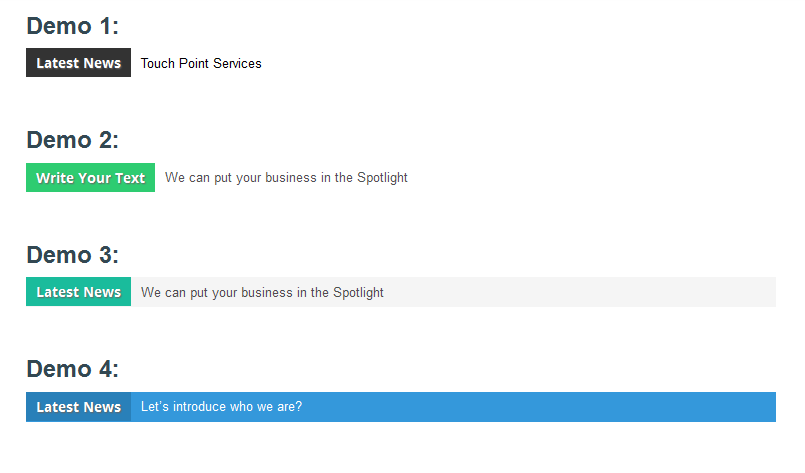 Demo 1:
Latest News Touch Point Services
Demo 2:
Write Your Text We can put your business in the Spotlight
Demo 3:
Latest News We can put your business in the Spotlight
Demo 4:
Latest News Let's introduce who we are?